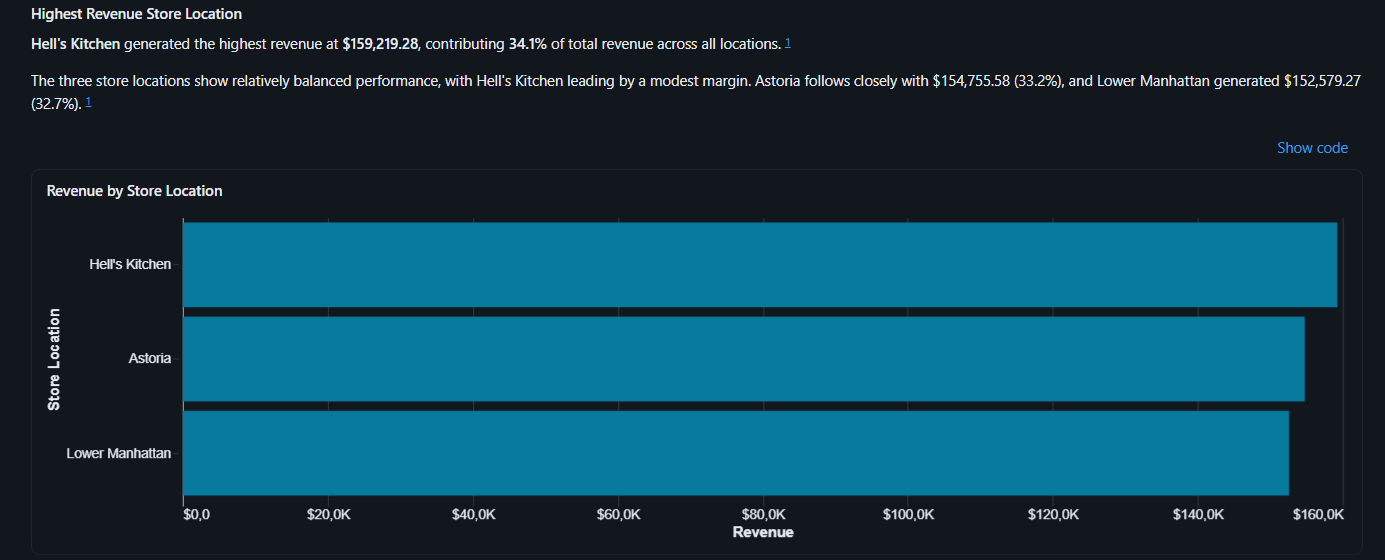 Highest Revenue Store Location
Hell's Kitchen generated the highest revenue at $159,219.28, contributing 34.1% of total revenue across all locations. 1
The three store locations show relatively balanced performance, with Hell's Kitchen leading by a modest margin. Astoria follows closely with $154,755.58 (33.2%), and Lower Manhattan generated $152,579.27
(32.7%). 1
Show code
Revenue by Store Location
Store Location
Hell's Kitchen
Astoria
Lower Manhattan
$0,0 $20,0K $40,0K $60,0K $80,0K $100,0K $120,0K $140,0K $160,0K
Revenue